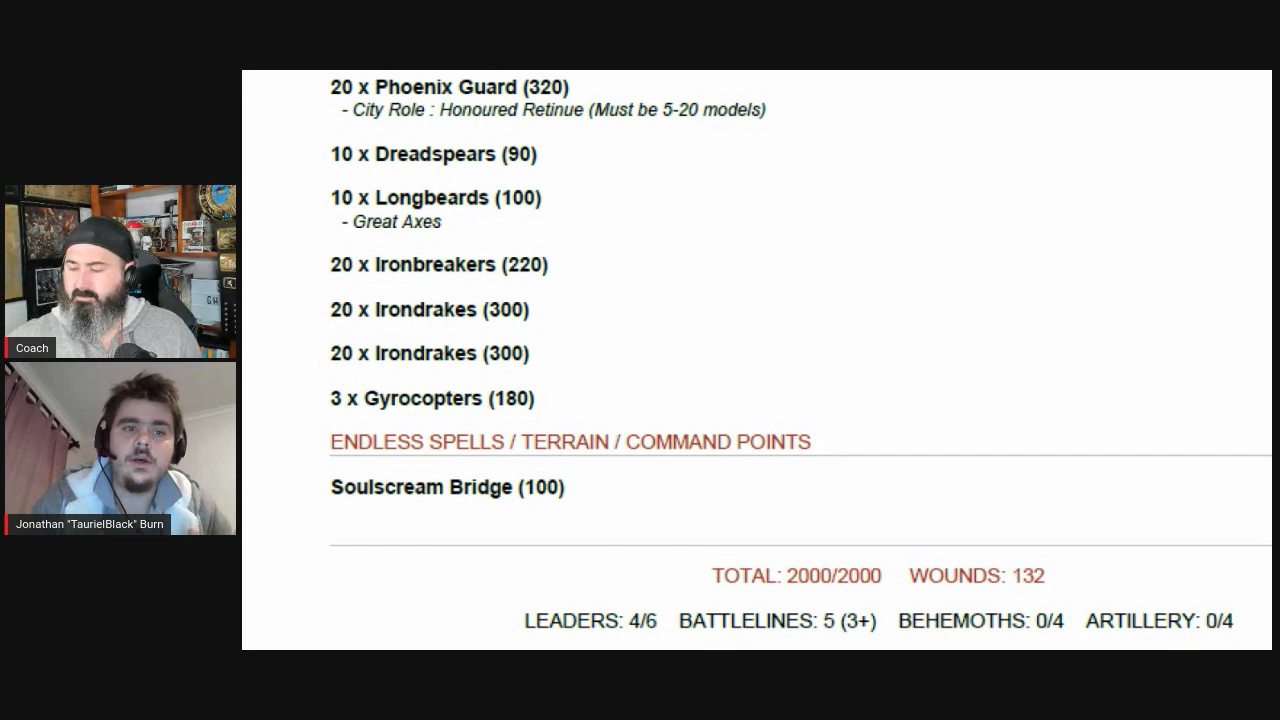 20 x Phoenix Guard (320)
- City Role : Honoured Retinue (Must be 5-20 models)
10 x Dreadspears (90)
10 x Longbeards (100)
- Great Axes
20 x Ironbreakers (220)
20 x Irondrakes (300)
20 x Irondrakes (300)
3 x Gyrocopters (180)
ENDLESS SPELLS / TERRAIN / COMMAND POINTS
Soulscream Bridge (100)
TOTAL: 2000/2000 WOUNDS: 132
LEADERS: 4/6 BATTLELINES: 5 (3+) BEHEMOTHS: 0/4 ARTILLERY: 0/4
Coach
Jonathan "TaurielBlack" Burn